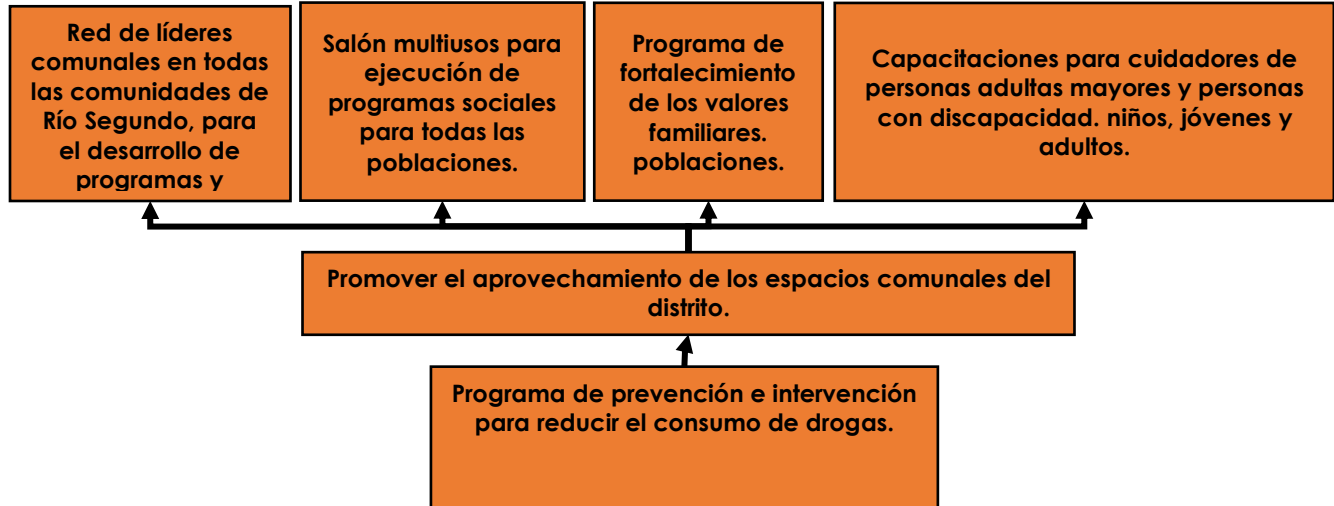 Red de líderes
comunales en todas
las comunidades de
Río Segundo, para
el desarrollo de
programas y
Salón multiusos para
ejecución de
programas sociales
para todas las
poblaciones.
Programa de
fortalecimiento
de los valores
familiares.
poblaciones.
Capacitaciones para cuidadores de
personas adultas mayores y personas
con discapacidad. niños, jóvenes y
adultos.
Promover el aprovechamiento de los espacios comunales del
distrito.
Programa de prevención e intervención
para reducir el consumo de drogas.